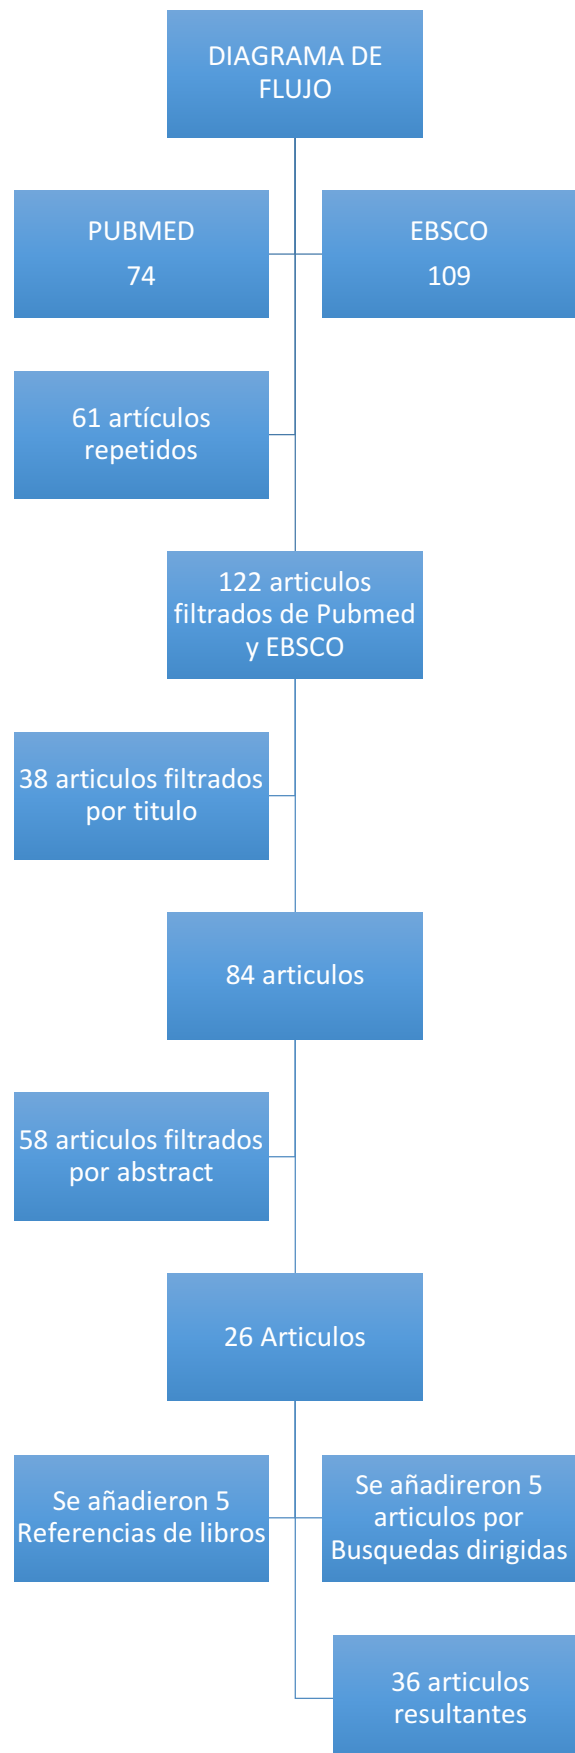 DIAGRAMA DE
FLUJO
PUBMED
74
EBSCO
109
61 artículos
repetidos
122 articulos
filtrados de Pubmed
y EBSCO
38 articulos filtrados
por titulo
84 articulos
58 articulos filtrados
por abstract
26 Articulos
Se añadieron 5
Referencias de libros
Se añadireron 5
articulos por
Busquedas dirigidas
36 articulos
resultantes